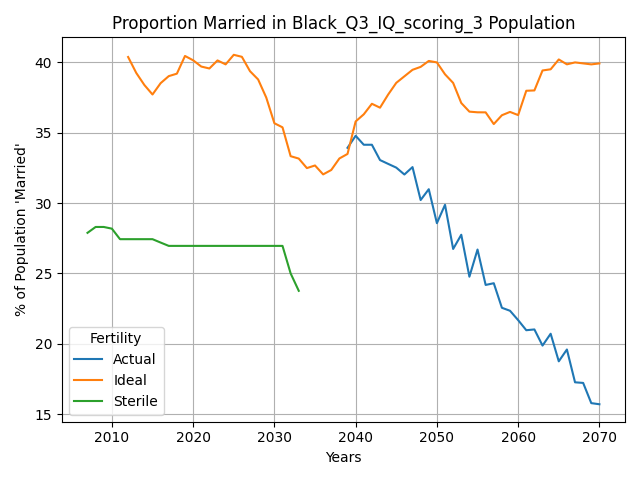 Proportion Married in Black_Q3_IQ_scoring_3 Population
% of Population 'Married'
40
35
30
25
20
15
Fertility
Actual
Ideal
Sterile
2010 2020 2030 2040 2050 2060 2070
Years